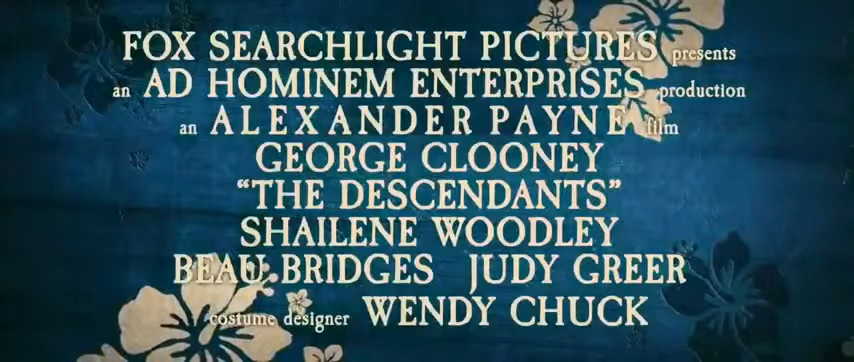 FOX SEARCHLIGHT PICTURES presents
an AD HOMINEM ENTERPRISES production
an ALEXANDER PAYNE film
GEORGE CLOONEY
“THE DESCENDANTS”
SHAILENE WOODLEY
BEAU BRIDGES JUDY GREER
costume designer WENDY CHUCK